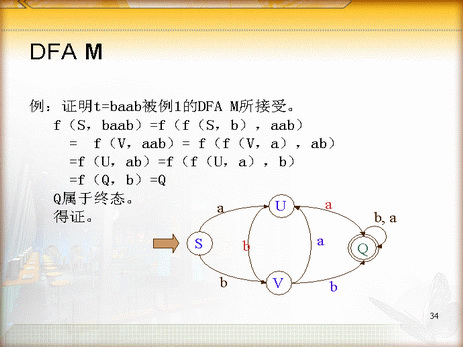 DFA M
例：证明t=baab被例1的DFA M所接受。
f（S，baab）=f（f（S，b），aab）
= f（V，aab）= f（f（V，a），ab）
=f（U，ab）=f（f（U，a），b）
=f（Q，b）=Q
Q属于终态。
得证。
a
U
a
b, a
S
b
a
Q
b
V
b
34